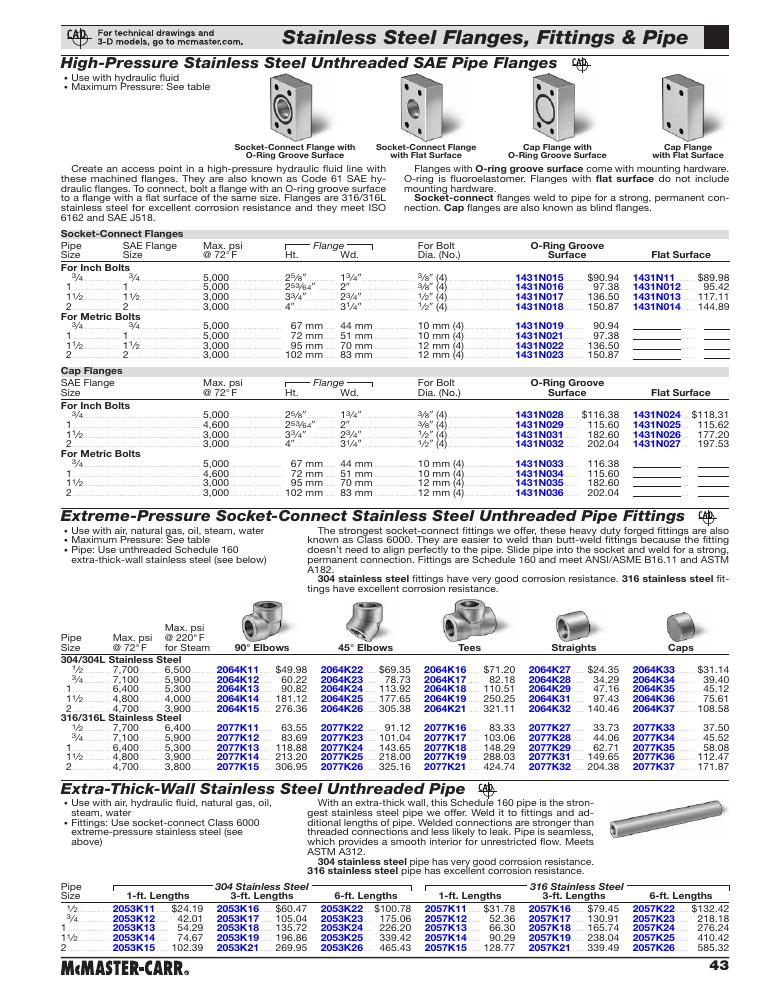 CAD For technical drawings and
3-D models, go to mcmaster.com.
Stainless Steel Flanges, Fittings & Pipe
High-Pressure Stainless Steel Unthreaded SAE Pipe Flanges CAD
• Use with hydraulic fluid
• Maximum Pressure: See table
Socket-Connect Flange with O-Ring Groove Surface
Socket-Connect Flange with Flat Surface
Cap Flange with O-Ring Groove Surface
Cap Flange with Flat Surface
Create an access point in a high-pressure hydraulic fluid line with
these machined flanges. They are also known as Code 61 SAE hy-
draulic flanges. To connect, bolt a flange with an O-ring groove surface
to a flange with a flat surface of the same size. Flanges are 316/316L
stainless steel for excellent corrosion resistance and they meet ISO
6162 and SAE J518.
Flanges with O-ring groove surface come with mounting hardware.
O-ring is fluoroelastomer. Flanges with flat surface do not include
mounting hardware.
Socket-connect flanges weld to pipe for a strong, permanent con-
nection. Cap flanges are also known as blind flanges.
Socket-Connect Flanges
Pipe SAE Flange Max. psi Flange For Bolt O-Ring Groove
Size Size @ 72° F Ht. Wd. Dia. (No.) Surface Flat Surface
For Inch Bolts
3/4 3/4 5,000 2 5/8" 1 3/4" 3/8" (4) 1431N015 $90.94 1431N11 $89.98
1 1 5,000 2 53/64" 2" 3/8" (4) 1431N016 97.38 1431N012 95.42
1 1/2 1 1/2 3,000 3 3/4" 2 3/4" 1/2" (4) 1431N017 136.50 1431N013 117.11
2 2 3,000 4" 3 1/4" 1/2" (4) 1431N018 150.87 1431N014 144.89
For Metric Bolts
3/4 3/4 5,000 67 mm 44 mm 10 mm (4) 1431N019 90.94
1 1 5,000 72 mm 51 mm 10 mm (4) 1431N021 97.38
1 1/2 1 1/2 3,000 95 mm 70 mm 12 mm (4) 1431N022 136.50
2 2 3,000 102 mm 83 mm 12 mm (4) 1431N023 150.87
Cap Flanges
SAE Flange Max. psi Flange For Bolt O-Ring Groove
Size @ 72° F Ht. Wd. Dia. (No.) Surface Flat Surface
For Inch Bolts
3/4 5,000 2 5/8" 1 3/4" 3/8" (4) 1431N028 $116.38 1431N024 $118.31
1 4,600 2 53/64" 2" 3/8" (4) 1431N029 115.60 1431N025 115.62
1 1/2 3,000 3 3/4" 2 3/4" 1/2" (4) 1431N031 182.60 1431N026 177.20
2 3,000 4" 3 1/4" 1/2" (4) 1431N032 202.04 1431N027 197.53
For Metric Bolts
3/4 5,000 67 mm 44 mm 10 mm (4) 1431N033 116.38
1 4,600 72 mm 51 mm 10 mm (4) 1431N034 115.60
1 1/2 3,000 95 mm 70 mm 12 mm (4) 1431N035 182.60
2 3,000 102 mm 83 mm 12 mm (4) 1431N036 202.04
Extreme-Pressure Socket-Connect Stainless Steel Unthreaded Pipe Fittings CAD
• Use with air, natural gas, oil, steam, water
• Maximum Pressure: See table
• Pipe: Use unthreaded Schedule 160
extra-thick-wall stainless steel (see below)
The strongest socket-connect fittings we offer, these heavy duty forged fittings are also
known as Class 6000. They are easier to weld than butt-weld fittings because the fitting
doesn't need to align perfectly to the pipe. Slide pipe into the socket and weld for a strong,
permanent connection. Fittings are Schedule 160 and meet ANSI/ASME B16.11 and ASTM
A182.
304 stainless steel fittings have very good corrosion resistance. 316 stainless steel fit-
tings have excellent corrosion resistance.
Max. psi
Pipe Max. psi @ 220° F
Size @ 72° F for Steam 90° Elbows 45° Elbows Tees Straights Caps
304/304L Stainless Steel
1/2 7,700 6,500 2064K11 $49.98 2064K22 $69.35 2064K16 $71.20 2064K27 $24.35 2064K33 $31.14
3/4 7,100 5,900 2064K12 60.22 2064K23 78.73 2064K17 82.18 2064K28 34.29 2064K34 39.40
1 6,400 5,300 2064K13 90.82 2064K24 113.92 2064K18 110.51 2064K29 47.16 2064K35 45.12
1 1/2 4,800 4,000 2064K14 181.12 2064K25 177.65 2064K19 250.25 2064K31 97.43 2064K36 75.61
2 4,700 3,900 2064K15 276.36 2064K26 305.38 2064K21 321.11 2064K32 140.46 2064K37 108.58
316/316L Stainless Steel
1/2 7,700 6,400 2077K11 63.55 2077K22 91.12 2077K16 83.33 2077K27 33.73 2077K33 37.50
3/4 7,100 5,900 2077K12 83.69 2077K23 101.04 2077K17 103.06 2077K28 44.06 2077K34 45.52
1 6,400 5,300 2077K13 118.88 2077K24 143.65 2077K18 148.29 2077K29 62.71 2077K35 58.08
1 1/2 4,800 3,900 2077K14 213.20 2077K25 218.00 2077K19 288.03 2077K31 149.65 2077K36 112.47
2 4,700 3,800 2077K15 306.95 2077K26 325.16 2077K21 424.74 2077K32 204.38 2077K37 171.87
Extra-Thick-Wall Stainless Steel Unthreaded Pipe CAD
• Use with air, hydraulic fluid, natural gas, oil,
steam, water
• Fittings: Use socket-connect Class 6000
extreme-pressure stainless steel (see
above)
With an extra-thick wall, this Schedule 160 pipe is the stron-
gest stainless steel pipe we offer. Weld it to fittings and ad-
ditional lengths of pipe. Welded connections are stronger than
threaded connections and less likely to leak. Pipe is seamless,
which provides a smooth interior for unrestricted flow. Meets
ASTM A312.
304 stainless steel pipe has very good corrosion resistance.
316 stainless steel pipe has excellent corrosion resistance.
Pipe 304 Stainless Steel 316 Stainless Steel
Size 1-ft. Lengths 3-ft. Lengths 6-ft. Lengths 1-ft. Lengths 3-ft. Lengths 6-ft. Lengths
1/2 2053K11 $24.19 2053K16 $60.47 2053K22 $100.78 2057K11 $31.78 2057K16 $79.45 2057K22 $132.42
3/4 2053K12 42.01 2053K17 105.04 2053K23 175.06 2057K12 52.36 2057K17 130.91 2057K23 218.18
1 2053K13 54.29 2053K18 135.72 2053K24 226.20 2057K13 66.30 2057K18 165.74 2057K24 276.24
1 1/2 2053K14 74.67 2053K19 196.86 2053K25 339.42 2057K14 90.29 2057K19 238.04 2057K25 410.42
2 2053K15 102.39 2053K21 269.95 2053K26 465.43 2057K15 128.77 2057K21 339.49 2057K26 585.32
McMASTER-CARR®
43